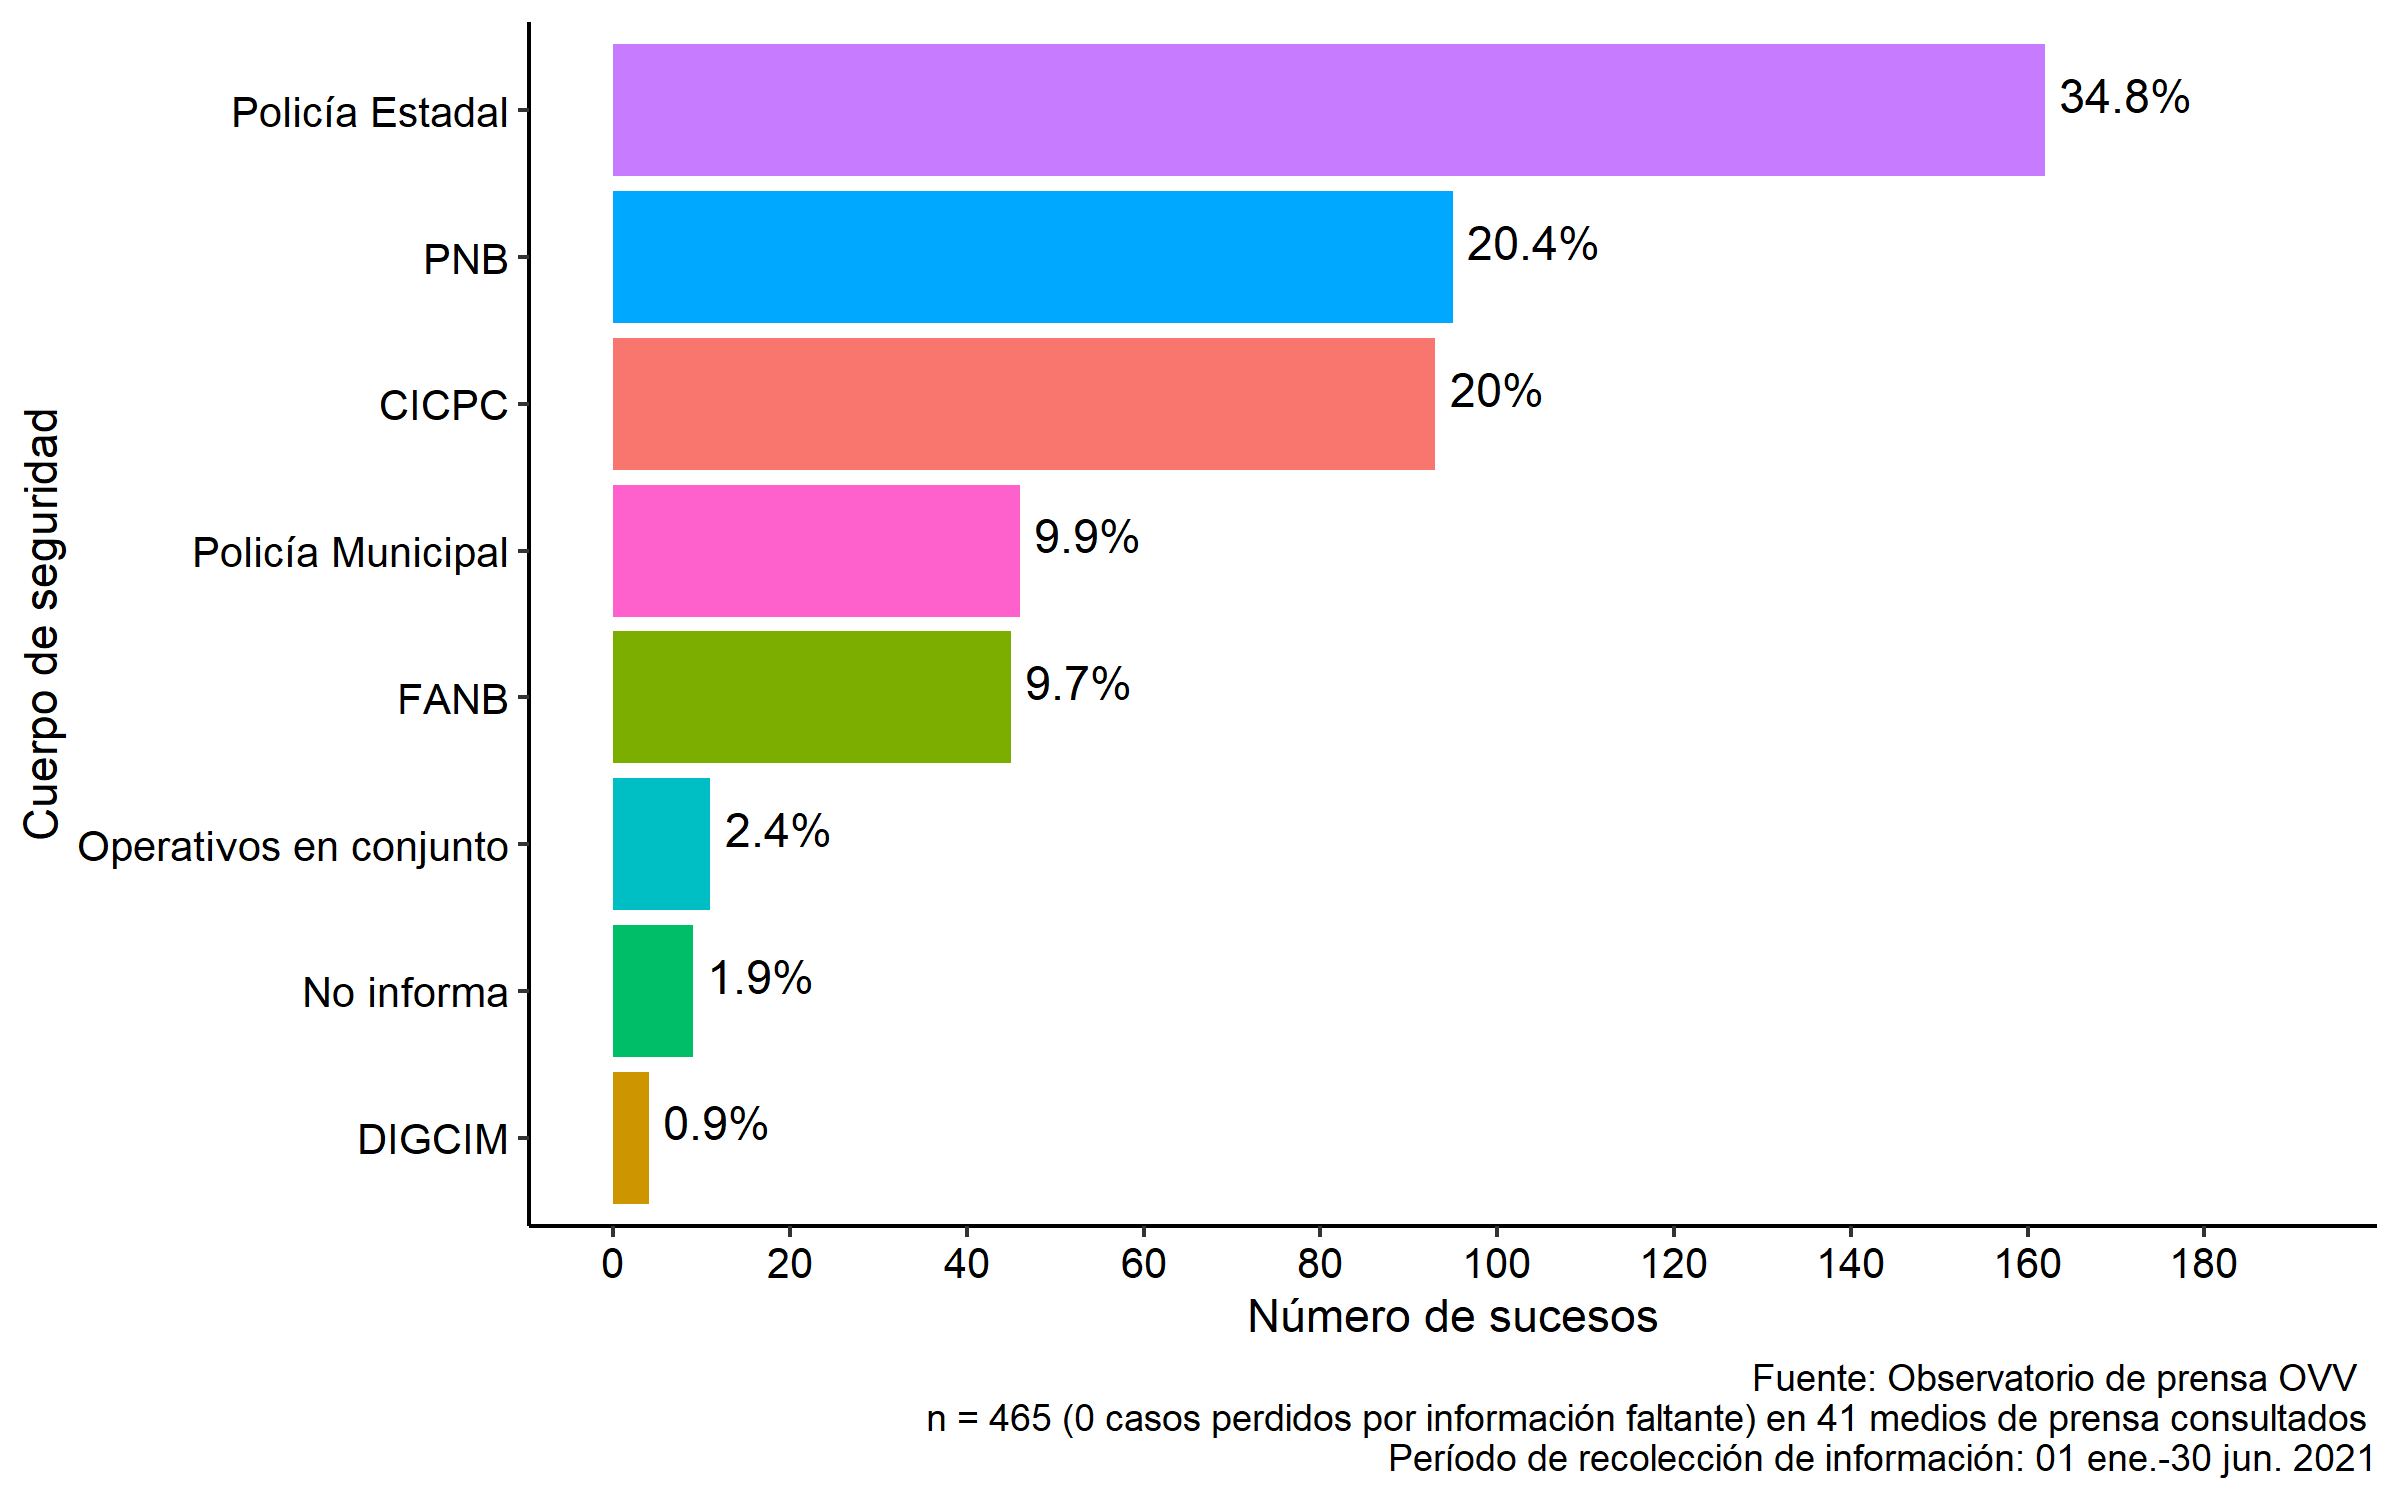 Cuerpo de seguridad
Policía Estadal
34.8%
PNB
20.4%
CICPC
20%
Policía Municipal
9.9%
FANB
9.7%
Operativos en conjunto
2.4%
No informa
1.9%
DIGCIM
0.9%
0 20 40 60 80 100 120 140 160 180
Número de sucesos
Fuente: Observatorio de prensa OVV
n = 465 (0 casos perdidos por información faltante) en 41 medios de prensa consultados
Período de recolección de información: 01 ene.-30 jun. 2021